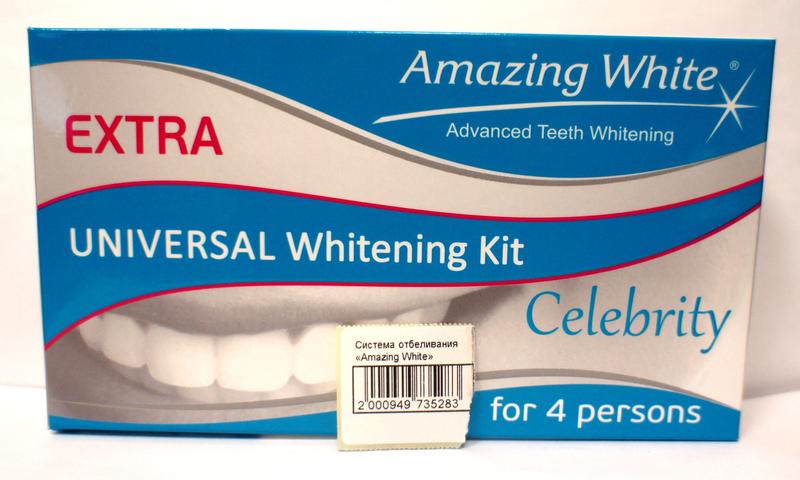 Amazing White®
Advanced Teeth Whitening
EXTRA
UNIVERSAL Whitening Kit
Celebrity
for 4 persons
Система отбеливания
«Amazing White»
2 000949 735283